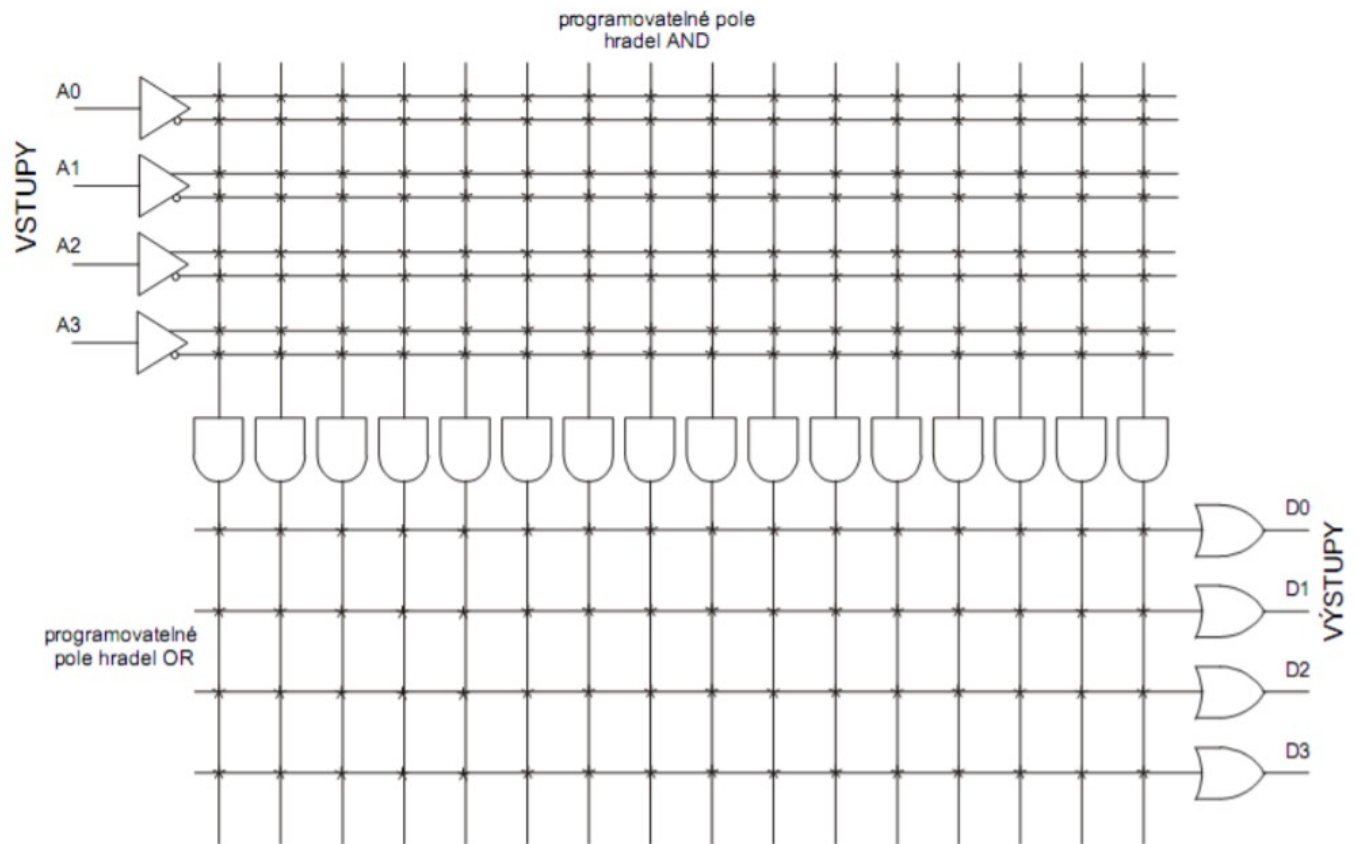 programovatelné pole
hradel AND
VSTUPY
A0
A1
A2
A3
D0
D1
D2
D3
VÝSTUPY
programovatelné
pole hradel OR